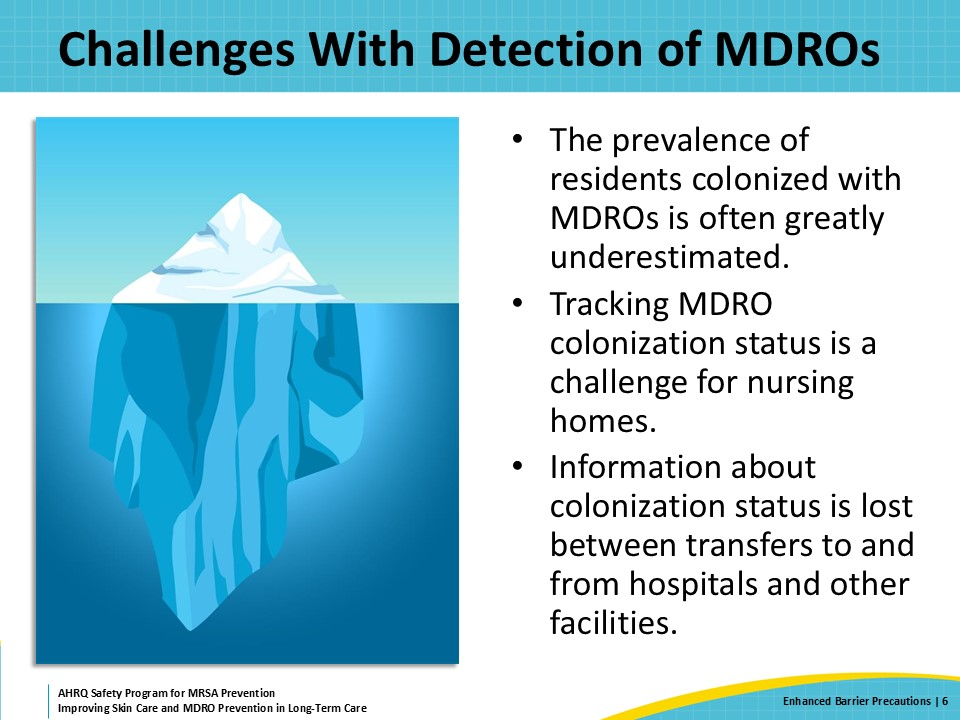 Challenges With Detection of MDROs
• The prevalence of
residents colonized with
MDROs is often greatly
underestimated.
• Tracking MDRO
colonization status is a
challenge for nursing
homes.
• Information about
colonization status is lost
between transfers to and
from hospitals and other
facilities.
AHRQ Safety Program for MRSA Prevention
Improving Skin Care and MDRO Prevention in Long-Term Care
Enhanced Barrier Precautions | 6